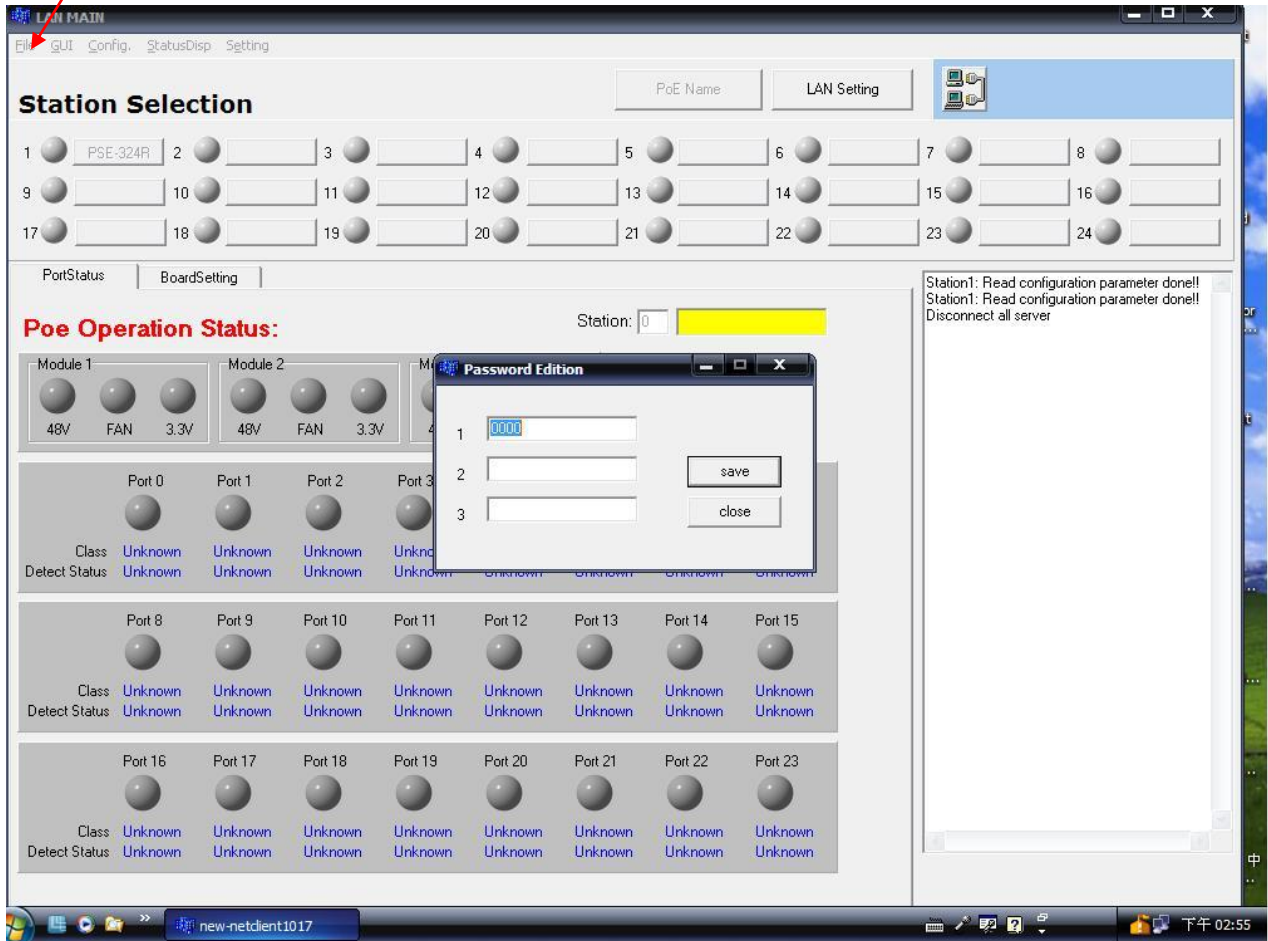 LAN MAIN
File GUI Config. StatusDisp Setting
Station Selection
PoE Name
LAN Setting
1 PSE-324R 2 3 4 5 6 7 8
9 10 11 12 13 14 15 16
17 18 19 20 21 22 23 24
PortStatus BoardSetting
Poe Operation Status:
Station: 0
Module 1
48V FAN 3.3V
Module 2
48V FAN 3.3V
Port 0 Port 1 Port 2 Port 3
Class Unknown Unknown Unknown
Detect Status Unknown Unknown Unknown Unknown Unknown Unknown Unknown Unknown
Port 8 Port 9 Port 10 Port 11 Port 12 Port 13 Port 14 Port 15
Class Unknown Unknown Unknown Unknown Unknown Unknown Unknown Unknown
Detect Status Unknown Unknown Unknown Unknown Unknown Unknown Unknown Unknown
Port 16 Port 17 Port 18 Port 19 Port 20 Port 21 Port 22 Port 23
Class Unknown Unknown Unknown Unknown Unknown Unknown Unknown Unknown
Detect Status Unknown Unknown Unknown Unknown Unknown Unknown Unknown Unknown
Password Edition
1 0000
2
save
3
close
Station1: Read configuration parameter done!!
Station1: Read configuration parameter done!!
Disconnect all server
中
new-netclient1017
下午 02:55